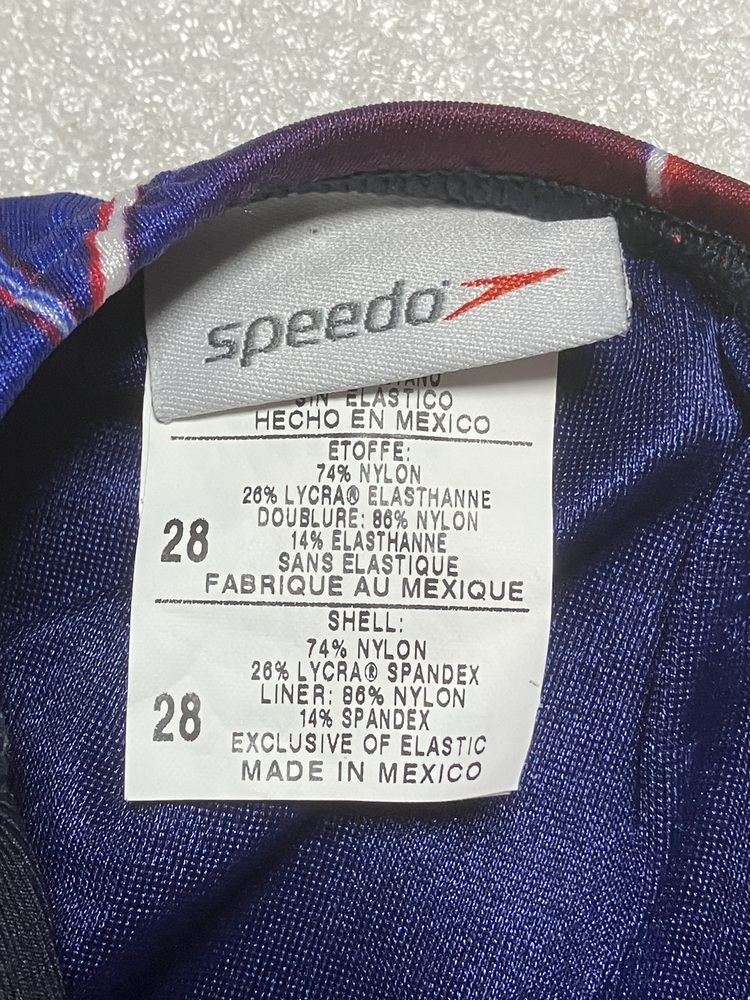 speedo
SIN ELASTICO
HECHO EN MEXICO
ETOFFE:
74% NYLON
26% LYCRA® ELASTHANNE
DOUBLURE: 86% NYLON
28
14% ELASTHANNE
SANS ELASTIQUE
FABRIQUE AU MEXIQUE
SHELL:
74% NYLON
26% LYCRA® SPANDEX
LINER: 86% NYLON
28
14% SPANDEX
EXCLUSIVE OF ELASTIC
MADE IN MEXICO